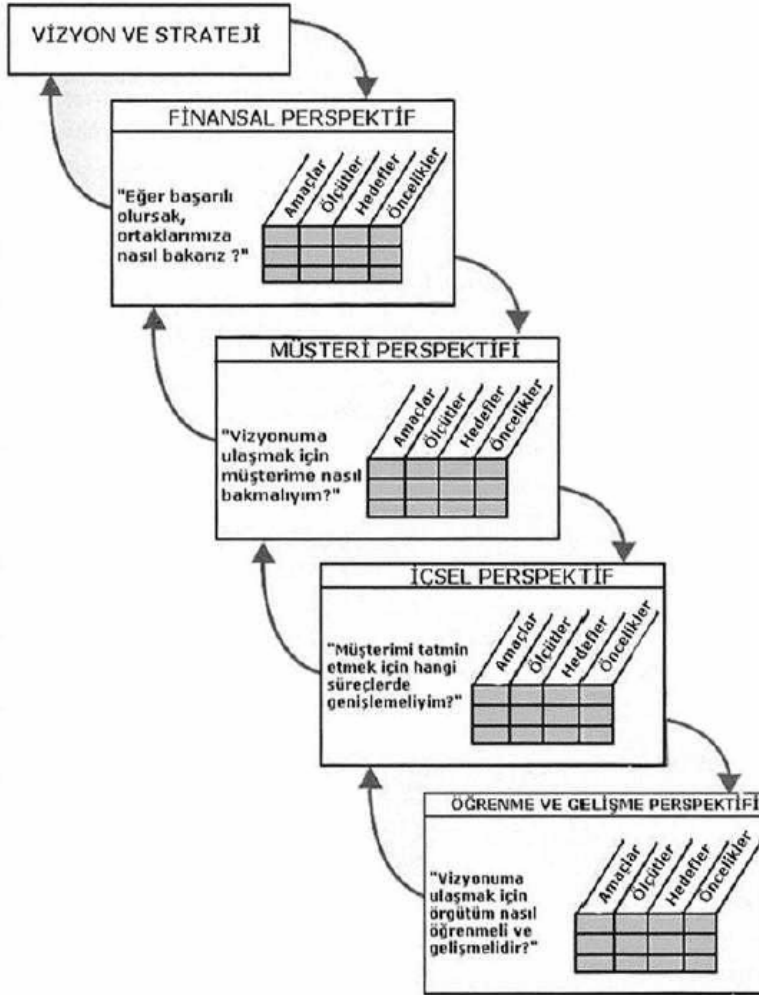 VİZYON VE STRATEJİ
FİNANSAL PERSPEKTİF
Amaçlar
Ölçütler
Hedefler
Öncelikler
"Eğer başarılı
olursak,
ortaklarımıza
nasıl bakarız ?"
MÜŞTERİ PERSPEKTİFİ
Amaçlar
Ölçütler
Hedefler
Öncelikler
"Vizyonuma
ulaşmak için
müşterime nasıl
bakmalıyım?"
İÇSEL PERSPEKTİF
Amaçlar
Ölçütler
Hedefler
Öncelikler
"Müşterimi tatmin
etmek için hangi
süreçlerde
genişlemeliyim?"
ÖĞRENME VE GELİŞME PERSPEKTİFİ
Amaçlar
Ölçütler
Hedefler
Öncelikler
"Vizyonuma
ulaşmak için
örgütüm nasıl
öğrenmeli ve
gelişmelidir?"